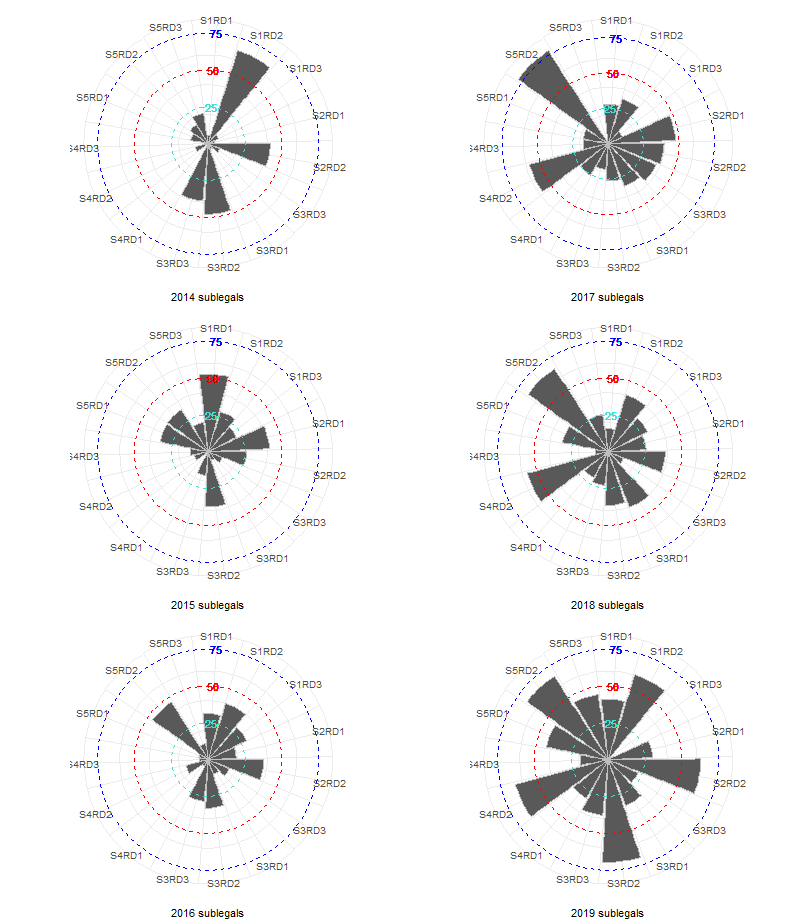 S1RD1
S5RD3
75
S1RD2
S5RD2
50
S1RD3
S5RD1
25
S2RD1
S4RD3
S2RD2
S4RD2
S3RD3
S4RD1
S3RD1
S3RD3
S3RD2
2014 sublegals
S1RD1
S5RD3
75
S1RD2
S5RD2
50
S1RD3
S5RD1
25
S2RD1
S4RD3
S2RD2
S4RD2
S3RD3
S4RD1
S3RD1
S3RD3
S3RD2
2017 sublegals
S1RD1
S5RD3
75
S1RD2
S5RD2
50
S1RD3
S5RD1
25
S2RD1
S4RD3
S2RD2
S4RD2
S3RD3
S4RD1
S3RD1
S3RD3
S3RD2
2015 sublegals
S1RD1
S5RD3
75
S1RD2
S5RD2
50
S1RD3
S5RD1
25
S2RD1
S4RD3
S2RD2
S4RD2
S3RD3
S4RD1
S3RD1
S3RD3
S3RD2
2018 sublegals
S1RD1
S5RD3
75
S1RD2
S5RD2
50
S1RD3
S5RD1
25
S2RD1
S4RD3
S2RD2
S4RD2
S3RD3
S4RD1
S3RD1
S3RD3
S3RD2
2016 sublegals
S1RD1
S5RD3
75
S1RD2
S5RD2
50
S1RD3
S5RD1
25
S2RD1
S4RD3
S2RD2
S4RD2
S3RD3
S4RD1
S3RD1
S3RD3
S3RD2
2019 sublegals